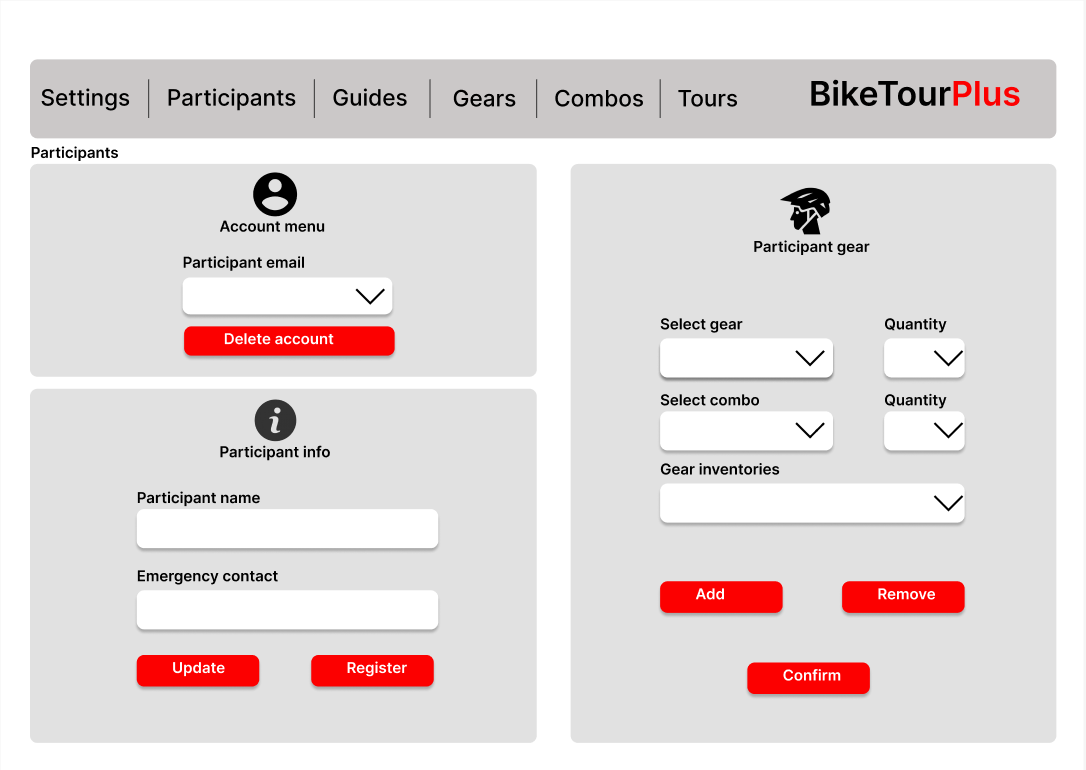 Settings
Participants
Guides
Gears
Combos
Tours
BikeTourPlus
Participants
Account menu
Participant email
Delete account
Participant info
Participant name
Emergency contact
Update
Register
Participant gear
Select gear
Quantity
Select combo
Quantity
Gear inventories
Add
Remove
Confirm